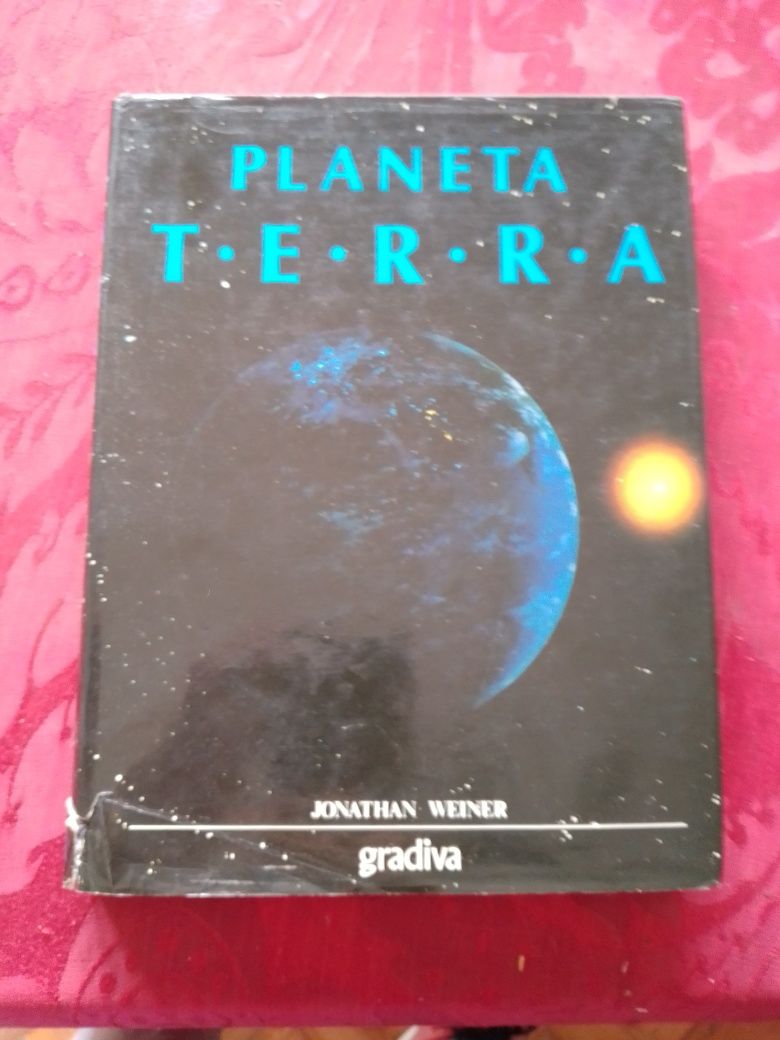 PLANETA
T·E·R·R·A
JONATHAN WEINER
gradiva